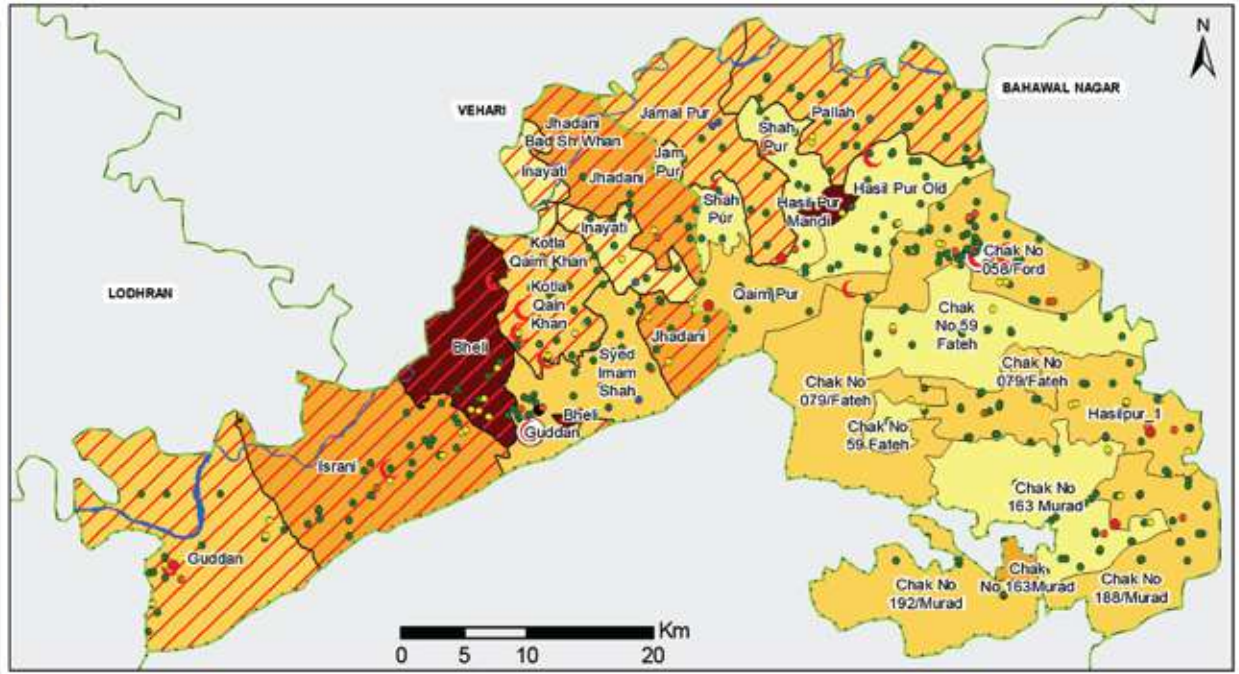 N
BAHAWAL NAGAR
VEHARI
LODHRAN
Jhadani
Bad Sh Whan
Jamal Pur
Pallah
Shah
Pur
Jam
Pur
Inayati
Jhadani
Hasil Pur Old
Shah
Pur
Hasil Pur
Mandi
Inayati
Kotla
Qaim Khan
Chak No
058/Ford
Kotla
Qain
Khan
Qaim Pur
Chak
No 59
Fateh
Bheli
Jhadani
Syed
Imam
Shah
Chak No
079/Fateh
Chak No
079/Fateh
Hasilpur_1
Bheli
Guddan
Chak No
59 Fateh
Israni
Chak No
163 Murad
Guddan
Chak
No 163Murad
Chak No
192/Murad
Chak No
188/Murad
Km
0 5 10 20